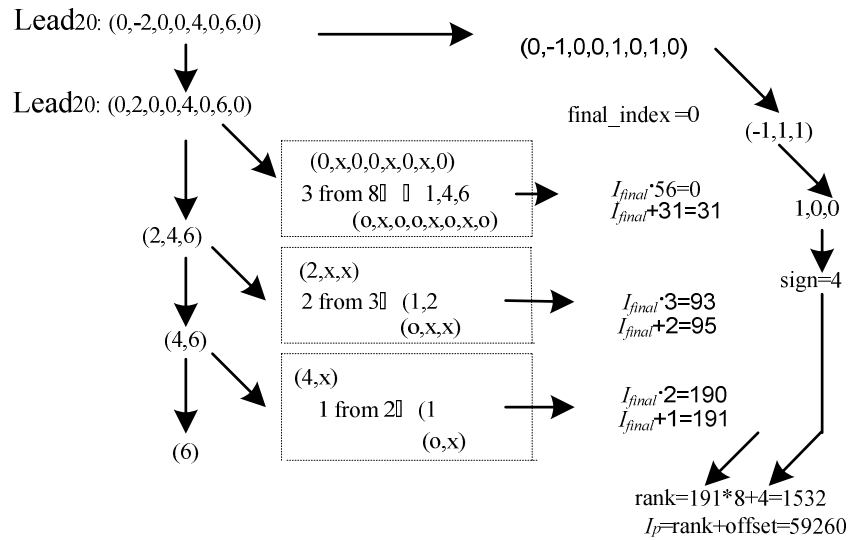 Lead20: (0,-2,0,0,4,0,6,0)
(0,-1,0,0,1,0,1,0)
Lead20: (0,2,0,0,4,0,6,0)
final_index =0
(-1,1,1)
(0,x,0,0,x,0,x,0)
3 from 8▯ ▯ 1,4,6
(o,x,o,o,x,o,x,o)
Ifinal·56=0
Ifinal+31=31
1,0,0
(2,4,6)
(2,x,x)
2 from 3▯ (1,2
(o,x,x)
Ifinal·3=93
Ifinal+2=95
sign=4
(4,6)
(4,x)
1 from 2▯ (1
(o,x)
Ifinal·2=190
Ifinal+1=191
(6)
rank=191*8+4=1532
Ip=rank+offset=59260